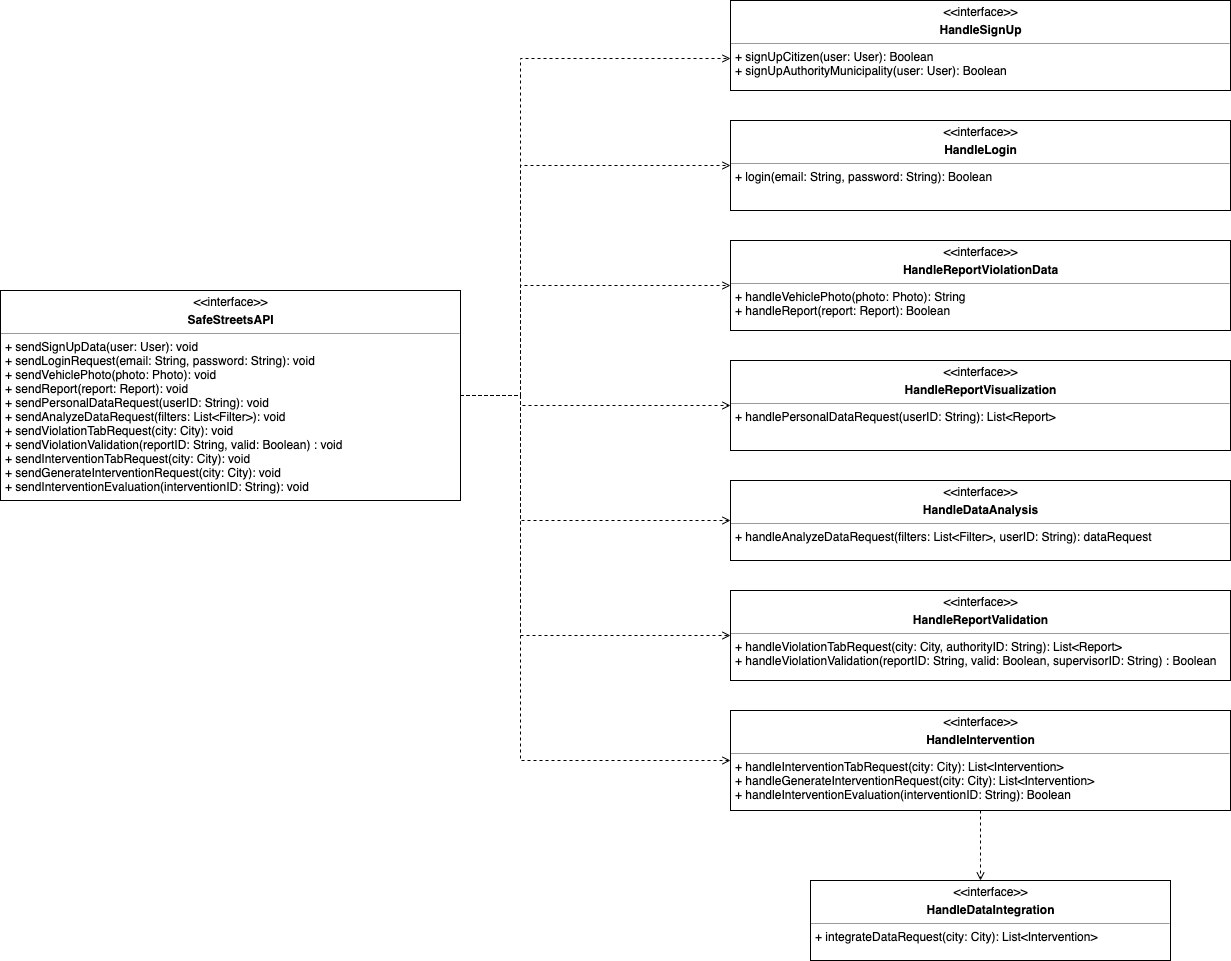 <<interface>>
HandleSignUp
+ signUpCitizen(user: User): Boolean
+ signUpAuthorityMunicipality(user: User): Boolean
<<interface>>
HandleLogin
+ login(email: String, password: String): Boolean
<<interface>>
HandleReportViolationData
+ handleVehiclePhoto(photo: Photo): String
+ handleReport(report: Report): Boolean
<<interface>>
SafeStreetsAPI
+ sendSignUpData(user: User): void
+ sendLoginRequest(email: String, password: String): void
+ sendVehiclePhoto(photo: Photo): void
+ sendReport(report: Report): void
+ sendPersonalDataRequest(userID: String): void
+ sendAnalyzeDataRequest(filters: List<Filter>): void
+ sendViolationTabRequest(city: City): void
+ sendViolationValidation(reportID: String, valid: Boolean) : void
+ sendInterventionTabRequest(city: City): void
+ sendGenerateInterventionRequest(city: City): void
+ sendInterventionEvaluation(interventionID: String): void
<<interface>>
HandleReportVisualization
+ handlePersonalDataRequest(userID: String): List<Report>
<<interface>>
HandleDataAnalysis
+ handleAnalyzeDataRequest(filters: List<Filter>, userID: String): dataRequest
<<interface>>
HandleReportValidation
+ handleViolationTabRequest(city: City, authorityID: String): List<Report>
+ handleViolationValidation(reportID: String, valid: Boolean, supervisorID: String) : Boolean
<<interface>>
HandleIntervention
+ handleInterventionTabRequest(city: City): List<Intervention>
+ handleGenerateInterventionRequest(city: City): List<Intervention>
+ handleInterventionEvaluation(interventionID: String): Boolean
<<interface>>
HandleDataIntegration
+ integrateDataRequest(city: City): List<Intervention>